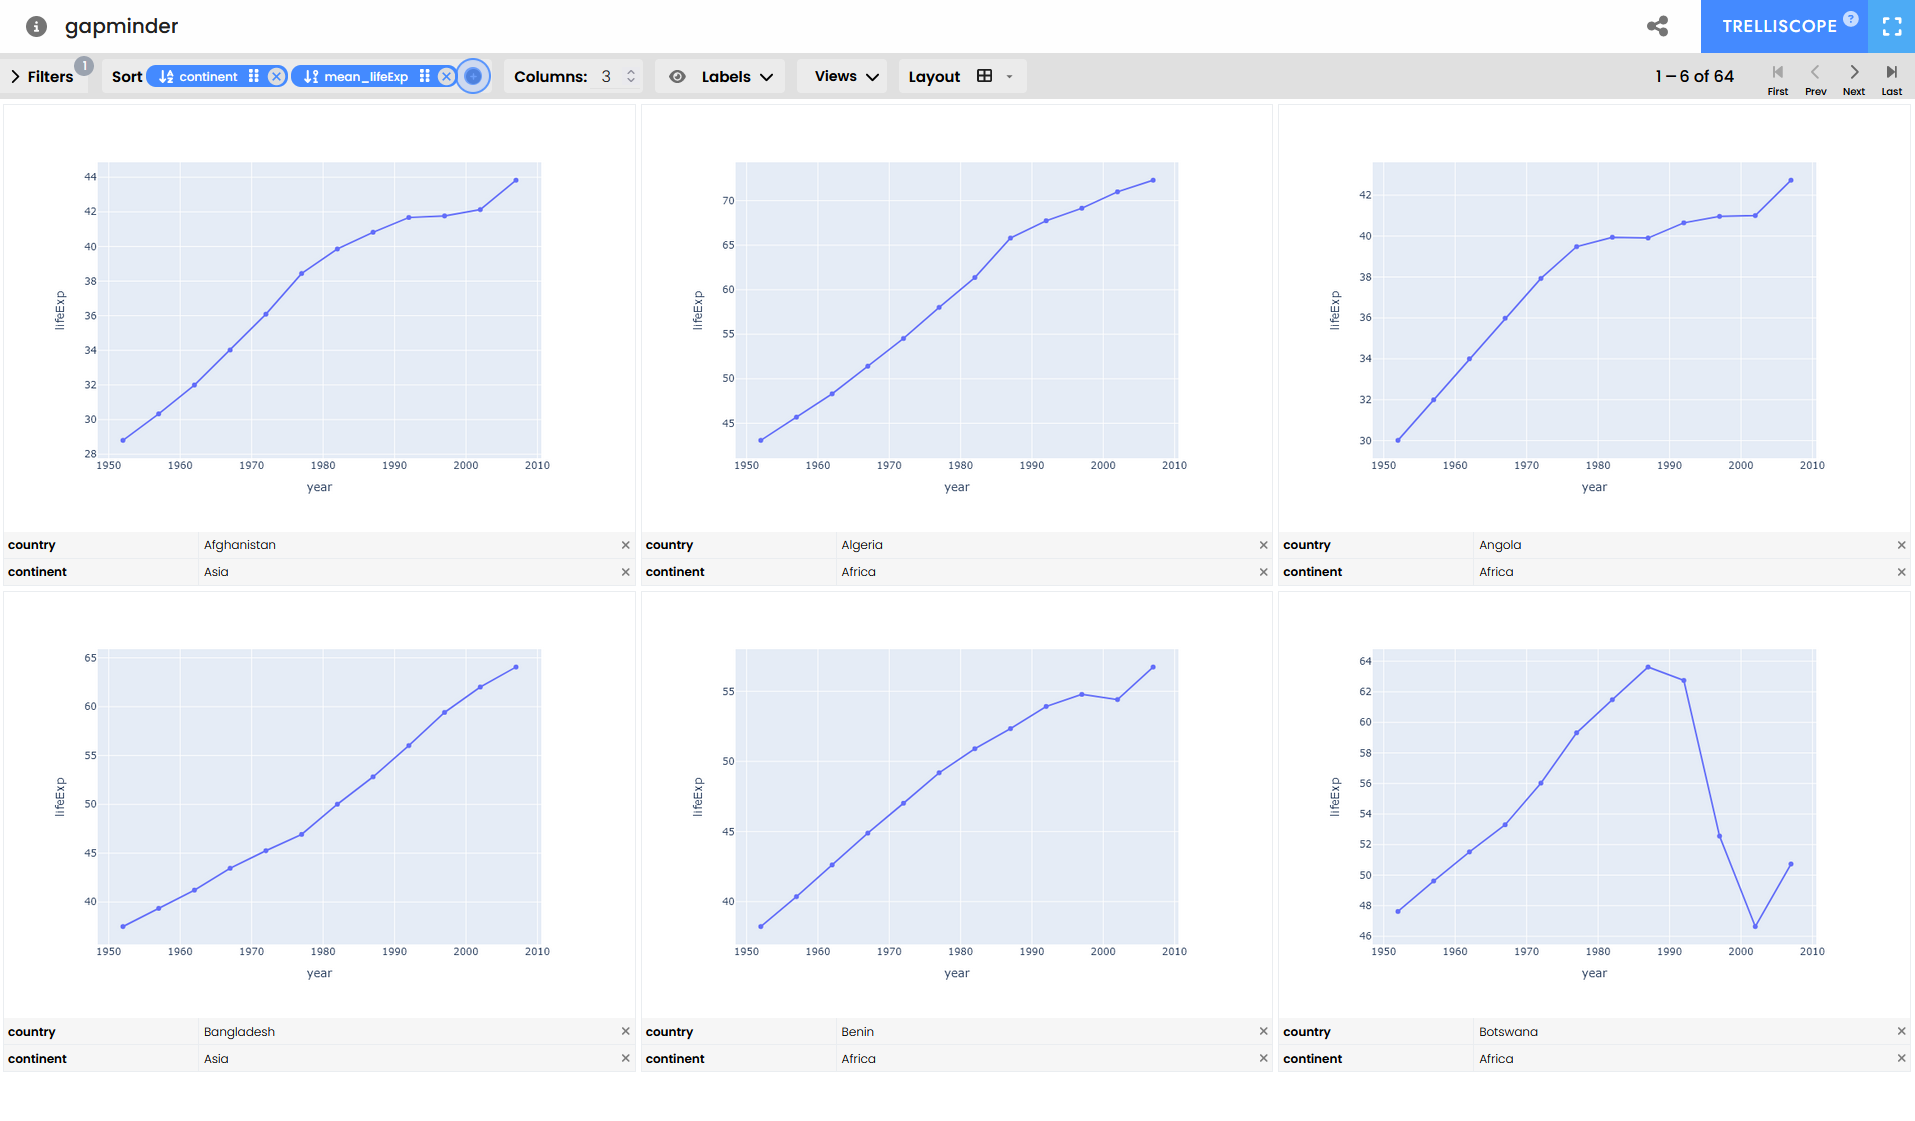 gapminder
TRELLISCOPE ?
Filters 1 Sort continent mean_lifeExp Columns: 3 Labels Views Layout 1 – 6 of 64 First Prev Next Last
44
42
40
38
36
34
32
30
28
1950 1960 1970 1980 1990 2000 2010
year
lifeExp
country Afghanistan
continent Asia
70
65
60
55
50
45
1950 1960 1970 1980 1990 2000 2010
year
lifeExp
country Algeria
continent Africa
42
40
38
36
34
32
30
1950 1960 1970 1980 1990 2000 2010
year
lifeExp
country Angola
continent Africa
65
60
55
50
45
40
1950 1960 1970 1980 1990 2000 2010
year
lifeExp
country Bangladesh
continent Asia
55
50
45
40
1950 1960 1970 1980 1990 2000 2010
year
lifeExp
country Benin
continent Africa
64
62
60
58
56
54
52
50
48
46
1950 1960 1970 1980 1990 2000 2010
year
lifeExp
country Botswana
continent Africa